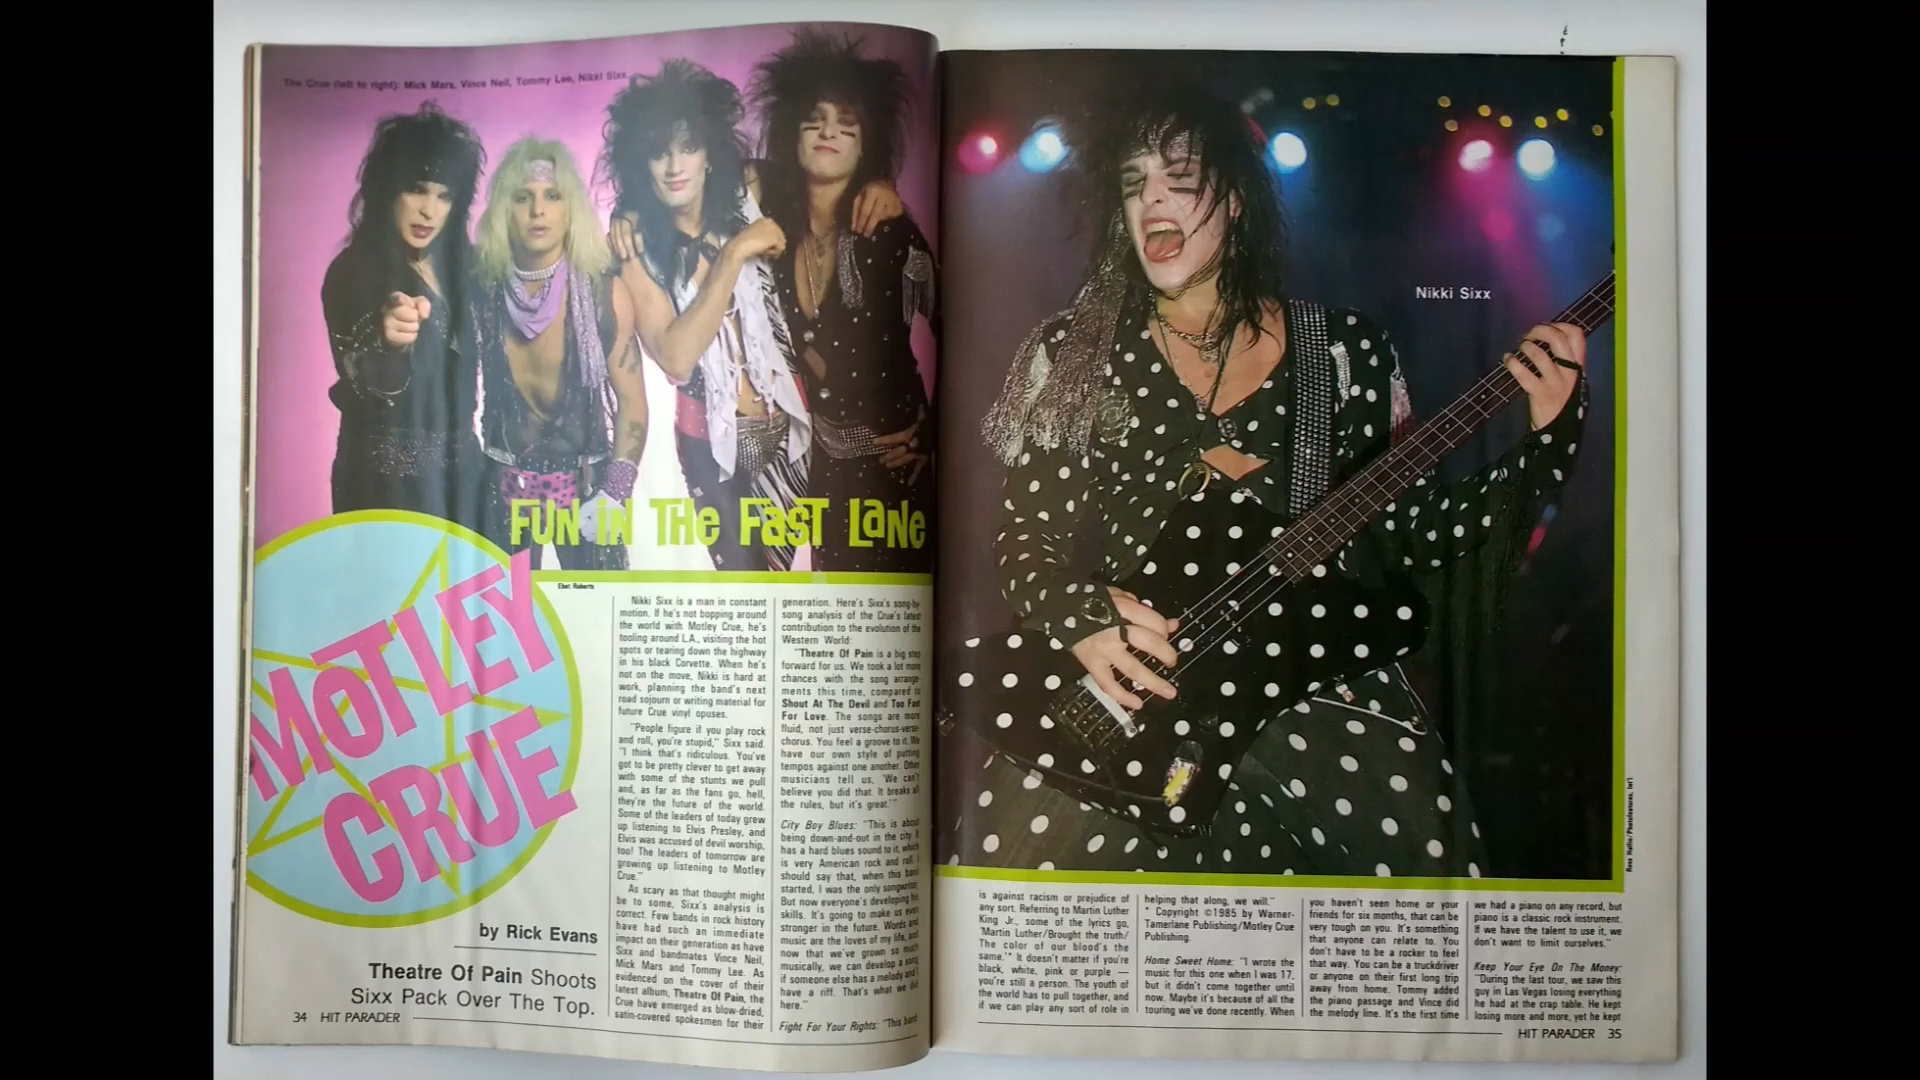 The Crue (left to right): Mick Mars, Vince Neil, Tommy Lee, Nikki Sixx.
FUN IN THe FaST LaNe
MOTLEY
CRUE
Ebet Roberts
by Rick Evans
Theatre Of Pain Shoots
Sixx Pack Over The Top.
34 HIT PARADER
Nikki Sixx is a man in constant
motion. If he's not bopping around
the world with Motley Crue, he's
tooling around L.A., visiting the hot
spots or tearing down the highway
in his black Corvette. When he's
not on the move, Nikki is hard at
work, planning the band's next
road sojourn or writing material for
future Crue vinyl opuses.
"People figure if you play rock
and roll, you're stupid," Sixx said.
"I think that's ridiculous. You've
got to be pretty clever to get away
with some of the stunts we pull
and, as far as the fans go, hell,
they're the future of the world.
Some of the leaders of today grew
up listening to Elvis Presley, and
Elvis was accused of devil worship,
too! The leaders of tomorrow are
growing up listening to Motley
Crue."
As scary as that thought might
be to some, Sixx's analysis is
correct. Few bands in rock history
have had such an immediate
impact on their generation as have
Sixx and bandmates Vince Neil,
Mick Mars and Tommy Lee. As
evidenced on the cover of their
latest album, Theatre Of Pain, the
Crue have emerged as blow-dried,
satin-covered spokesmen for their
generation. Here's Sixx's song-by-
song analysis of the Crue's latest
contribution to the evolution of the
Western World:
"Theatre Of Pain is a big step
forward for us. We took a lot more
chances with the song arrange-
ments this time, compared to
Shout At The Devil and Too Fast
For Love. The songs are more
fluid, not just verse-chorus-verse-
chorus. You feel a groove to it. We
have our own style of putting
tempos against one another. Other
musicians tell us, 'We can't
believe you did that. It breaks all
the rules, but it's great.'"
City Boy Blues: "This is about
being down-and-out in the city. It
has a hard blues sound to it, which
is very American rock and roll. I
should say that, when this band
started, I was the only songwriter.
But now everyone's developing his
skills. It's going to make us even
stronger in the future. Words and
music are the loves of my life, and
now that we've grown so much
musically, we can develop a song
if someone else has a melody and I
have a riff. That's what we did
here."
Fight For Your Rights: "This band
Nikki Sixx
Ross Halfin/Photofeatures, Int'l.
is against racism or prejudice of
any sort. Referring to Martin Luther
King Jr., some of the lyrics go,
'Martin Luther/Brought the truth/
The color of our blood's the
same.'* It doesn't matter if you're
black, white, pink or purple —
you're still a person. The youth of
the world has to pull together, and
if we can play any sort of role in
helping that along, we will."
* Copyright ©1985 by Warner-
Tamerlane Publishing/Motley Crue
Publishing.
Home Sweet Home: "I wrote the
music for this one when I was 17,
but it didn't come together until
now. Maybe it's because of all the
touring we've done recently. When
you haven't seen home or your
friends for six months, that can be
very tough on you. It's something
that anyone can relate to. You
don't have to be a rocker to feel
that way. You can be a truckdriver
or anyone on their first long trip
away from home. Tommy added
the piano passage and Vince did
the melody line. It's the first time
we had a piano on any record, but
piano is a classic rock instrument.
If we have the talent to use it, we
don't want to limit ourselves."
Keep Your Eye On The Money:
"During the last tour, we saw this
guy in Las Vegas losing everything
he had at the crap table. He kept
losing more and more, yet he kept
HIT PARADER 35